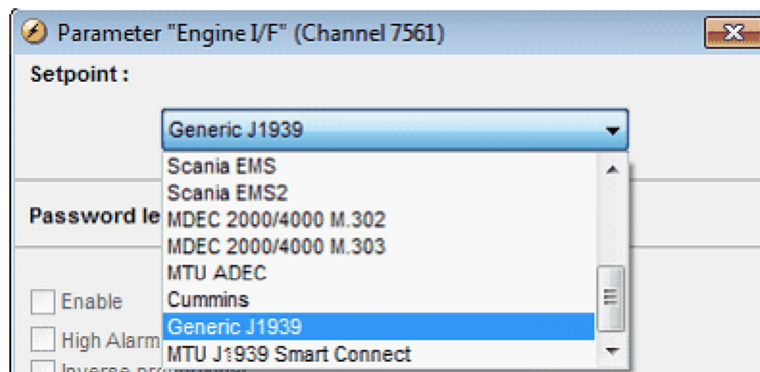 Parameter "Engine I/F" (Channel 7561)
Setpoint :
Generic J1939
Scania EMS
Scania EMS2
Password le
MDEC 2000/4000 M.302
MDEC 2000/4000 M.303
MTU ADEC
Enable
Cummins
Generic J1939
High Alarm
MTU J1939 Smart Connect